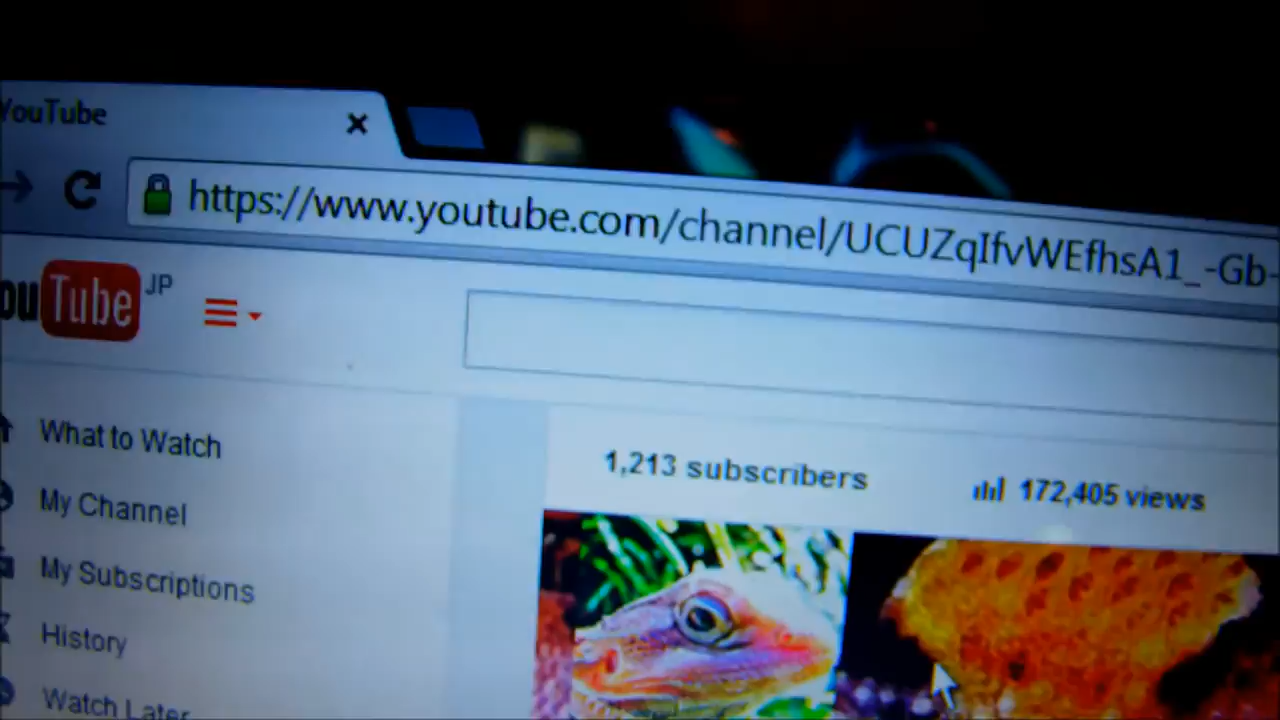 YouTube
https://www.youtube.com/channel/UCUZqIfvWEfhsA1_-Gb-
ouTube JP
What to Watch
My Channel
My Subscriptions
History
Watch Later
1,213 subscribers
172,405 views